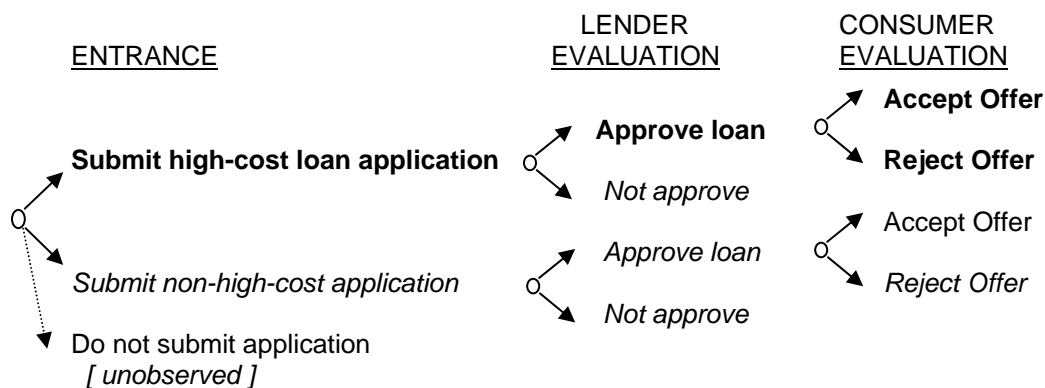 LENDER CONSUMER
ENTRANCE EVALUATION EVALUATION
Accept Offer
Approve loan
Submit high-cost loan application Reject Offer
Not approve
Accept Offer
Approve loan
Submit non-high-cost application Reject Offer
Not approve
Do not submit application
[ unobserved ]